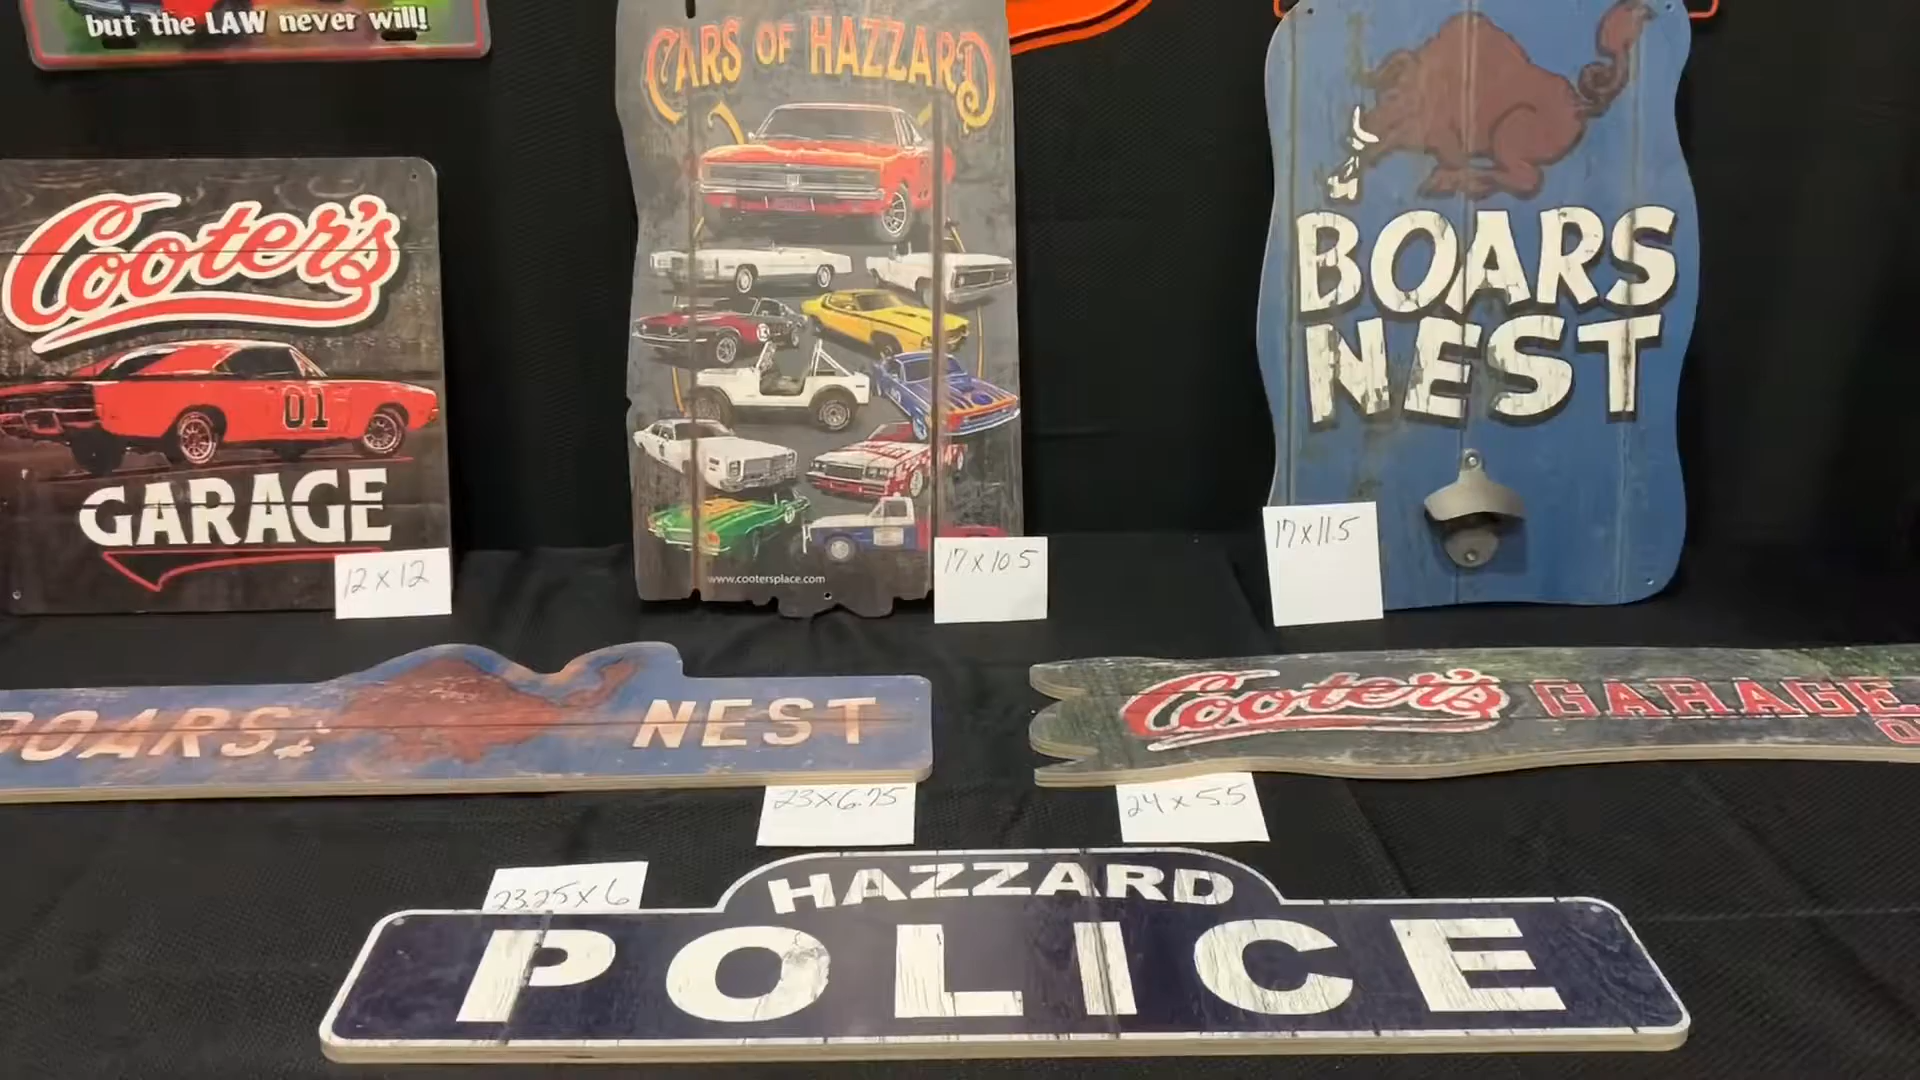 but the LAW never will!
CARS OF HAZZARD
www.cootersplace.com
17 x 10.5
Cooter's
01
GARAGE
12 x 12
BOARS
NEST
17 x 11.5
BOARS NEST
23 x 6.75
Cooter's GARAGE
24 x 5.5
23.25 x 6
HAZZARD
POLICE